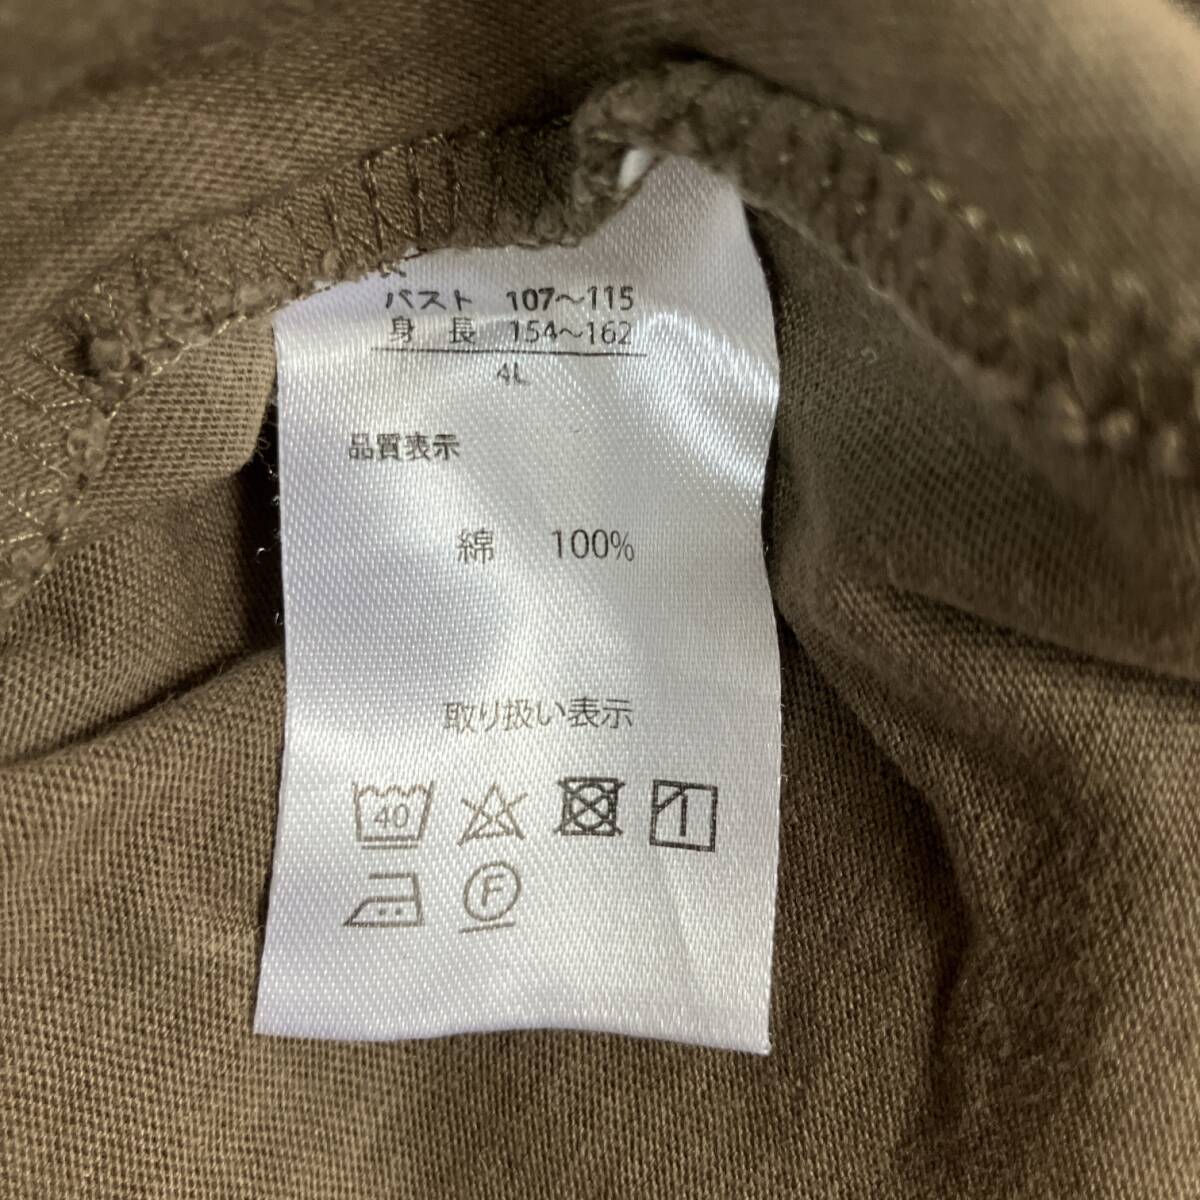 バスト 107～115
身 長 154～162
4L
品質表示
綿 100%
取り扱い表示
40
F